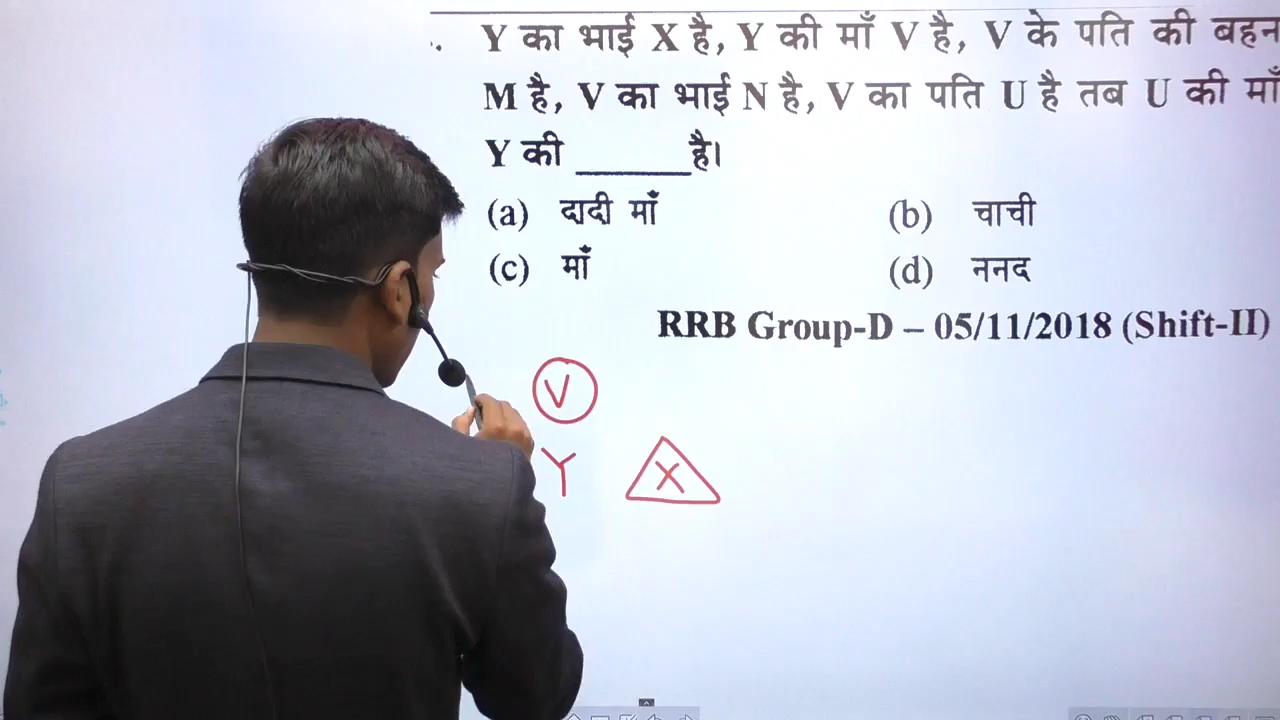 Y का भाई X है, Y की माँ V है, V के पति की बहन
M है, V का भाई N है, V का पति U है तब U की माँ
Y की ______ है।
(a) दादी माँ (b) चाची
(c) माँ (d) ननद
RRB Group-D – 05/11/2018 (Shift-II)
V
Y X